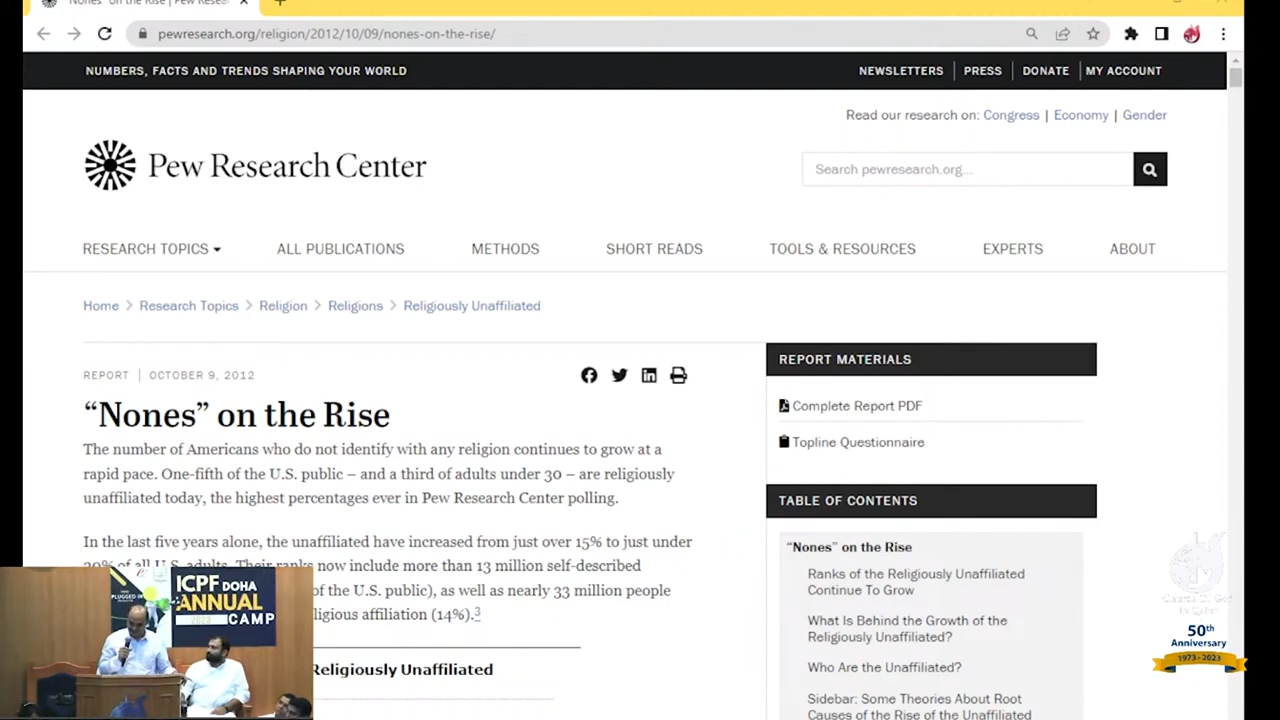 "Nones" on the Rise | Pew Resear
pewresearch.org/religion/2012/10/09/nones-on-the-rise/
NUMBERS, FACTS AND TRENDS SHAPING YOUR WORLD
NEWSLETTERS PRESS DONATE MY ACCOUNT
Read our research on: Congress | Economy | Gender
Pew Research Center
Search pewresearch.org...
RESEARCH TOPICS ALL PUBLICATIONS METHODS SHORT READS TOOLS & RESOURCES EXPERTS ABOUT
Home > Research Topics > Religion > Religions > Religiously Unaffiliated
REPORT | OCTOBER 9, 2012
“Nones” on the Rise
The number of Americans who do not identify with any religion continues to grow at a
rapid pace. One-fifth of the U.S. public – and a third of adults under 30 – are religiously
unaffiliated today, the highest percentages ever in Pew Research Center polling.
In the last five years alone, the unaffiliated have increased from just over 15% to just under
20% of all U.S. adults. Their ranks now include more than 13 million self-described
of the U.S. public), as well as nearly 33 million people
ligious affiliation (14%).3
Religiously Unaffiliated
REPORT MATERIALS
Complete Report PDF
Topline Questionnaire
TABLE OF CONTENTS
“Nones” on the Rise
Ranks of the Religiously Unaffiliated
Continue To Grow
What Is Behind the Growth of the
Religiously Unaffiliated?
Who Are the Unaffiliated?
Sidebar: Some Theories About Root
Causes of the Rise of the Unaffiliated
PLUGGED IN
ICPF DOHA
ANNUAL
CAMP
50th
Anniversary
1973-2023